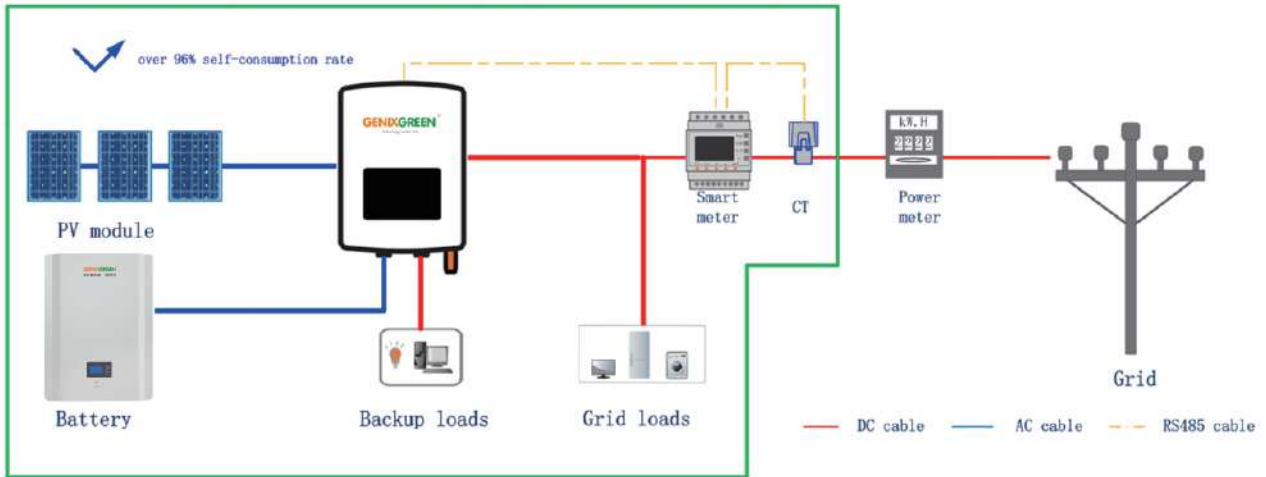 over 96% self-consumption rate
GENIXGREEN
kW.H
PV module
Smart
meter
CT
Power
meter
GENIXGREEN
Battery
Backup loads
Grid loads
Grid
DC cable
AC cable
RS485 cable